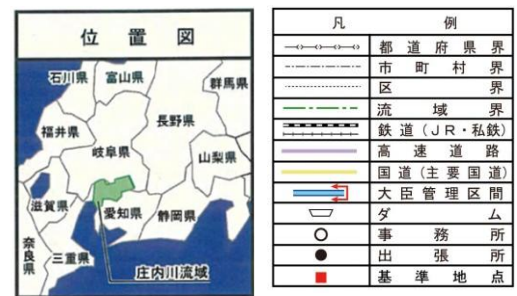 位置図
石川県
富山県
群馬県
福井県
長野県
岐阜県
山梨県
滋賀県
愛知県
静岡県
奈良県
三重県
庄内川流域
凡例
都道府県界
市町村界
区界
流域界
鉄道(JR・私鉄)
高速道路
国道(主要国道)
大臣管理区間
ダム
事務所
出張所
基準地点